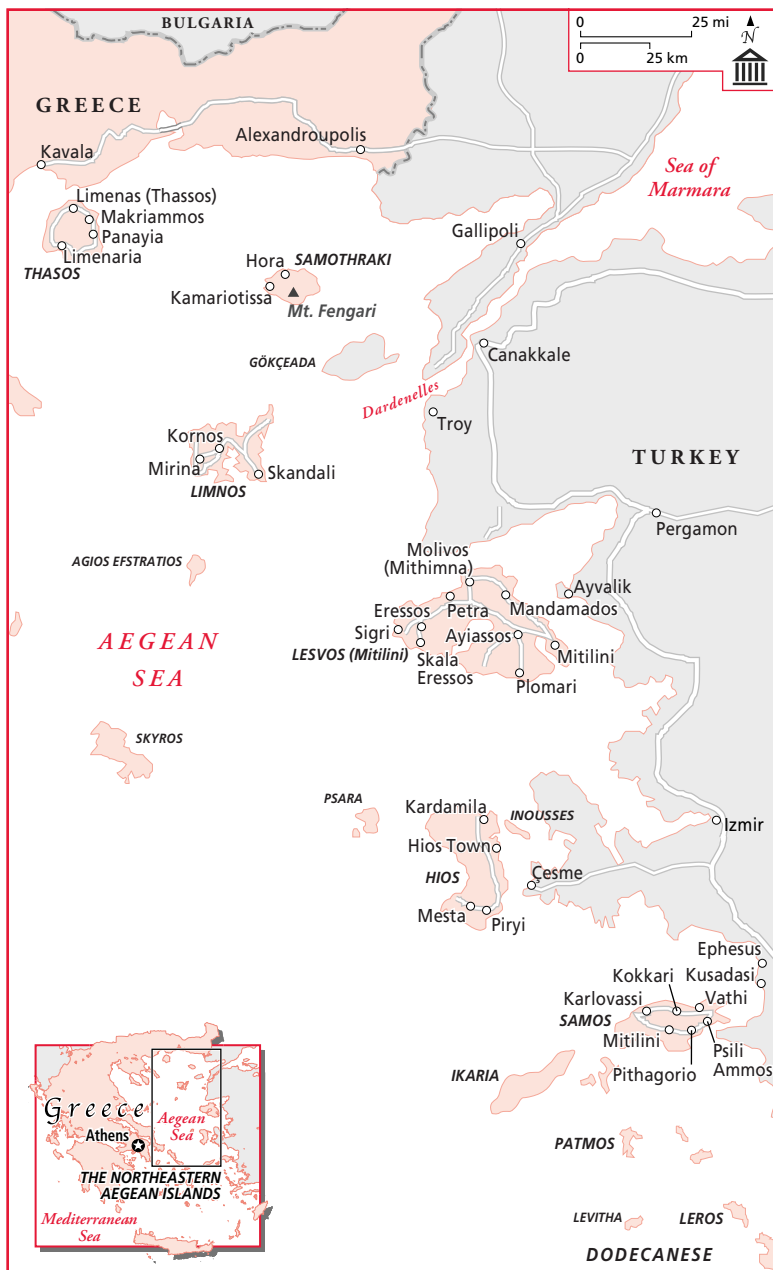 BULGARIA
0 25 mi
0 25 km
N
GREECE
Alexandroupolis
Kavala
Sea of
Marmara
Limenas (Thassos)
Makriammos
Panayia
Limenaria
THASOS
Gallipoli
Hora
SAMOTHRAKI
Kamariotissa
Mt. Fengari
GÖKÇEADA
Canakkale
Dardenelles
Troy
Kornos
Mirina
Skandali
LIMNOS
TURKEY
Pergamon
AGIOS EFSTRATIOS
Molivos
(Mithimna)
Ayvalik
Eressos
Petra
Mandamados
Sigri
Ayiassos
LESVOS (Mitilini)
Mitilini
Skala
Eressos
Plomari
AEGEAN
SEA
SKYROS
PSARA
Kardamila
INOUSSES
Izmir
Hios Town
HIOS
Çesme
Mesta
Piryi
Ephesus
Kusadasi
Kokkari
Vathi
Karlovassi
SAMOS
Mitilini
Psili
Ammos
Pithagorio
IKARIA
PATMOS
LEVITHA
LEROS
DODECANESE
Greece
Aegean
Sea
Athens
THE NORTHEASTERN
AEGEAN ISLANDS
Mediterranean
Sea